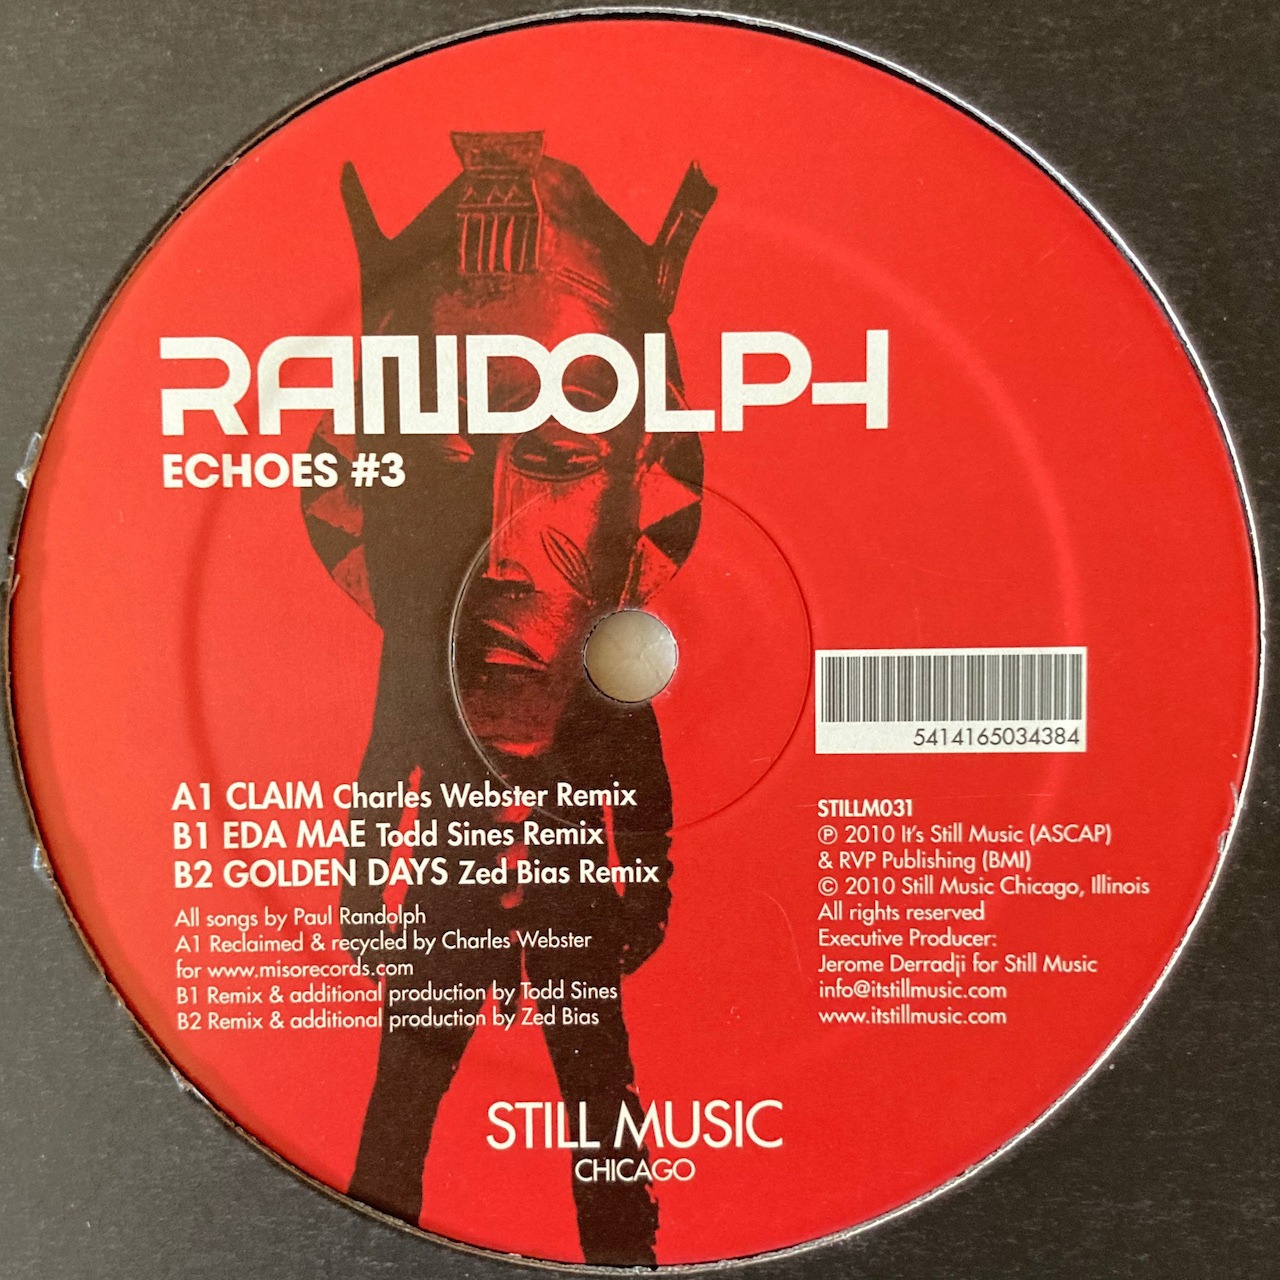 RANDOLPH
ECHOES #3
5414165034384
A1 CLAIM Charles Webster Remix
B1 EDA MAE Todd Sines Remix
B2 GOLDEN DAYS Zed Bias Remix
All songs by Paul Randolph
A1 Reclaimed & recycled by Charles Webster
for www.misorecords.com
B1 Remix & additional production by Todd Sines
B2 Remix & additional production by Zed Bias
STILLM031
℗ 2010 It's Still Music (ASCAP)
& RVP Publishing (BMI)
© 2010 Still Music Chicago, Illinois
All rights reserved
Executive Producer:
Jerome Derradji for Still Music
info@itstillmusic.com
www.itstillmusic.com
STILL MUSIC
CHICAGO